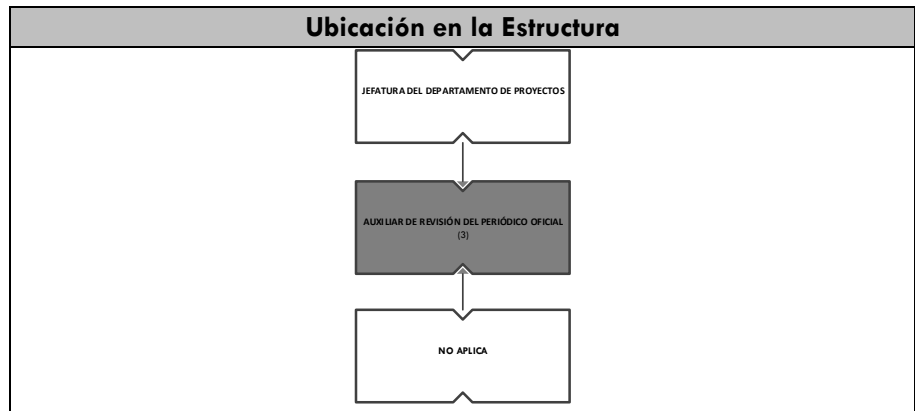 Ubicación en la Estructura
JEFATURA DEL DEPARTAMENTO DE PROYECTOS
AUXILIAR DE REVISIÓN DEL PERIÓDICO OFICIAL
(3)
NO APLICA